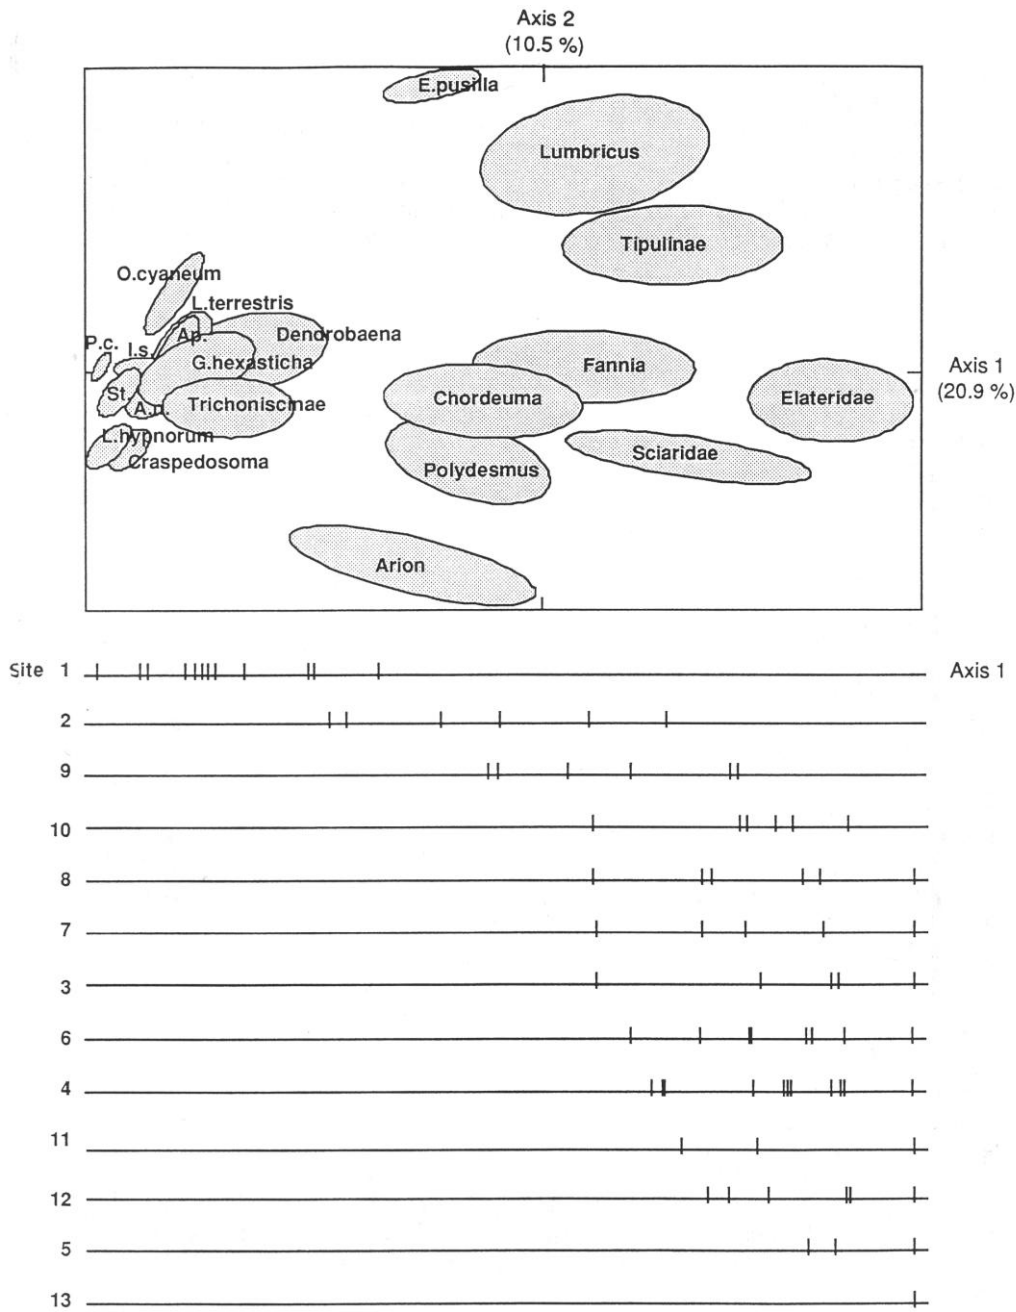 Axis 2
(10.5 %)
E.pusilla
Lumbricus
Tipulinae
O.cyaneum
L.terrestris
P.c.
I.s.
Ap.
Dendrobaena
G.hexasticha
Fannia
Axis 1
(20.9 %)
St.
A.n.
Trichoniscinae
Chordeuma
Elateridae
L.hypnorum
Craspedosoma
Polydesmus
Sciaridae
Arion
Site 1
Axis 1
2
9
10
8
7
3
6
4
11
12
5
13